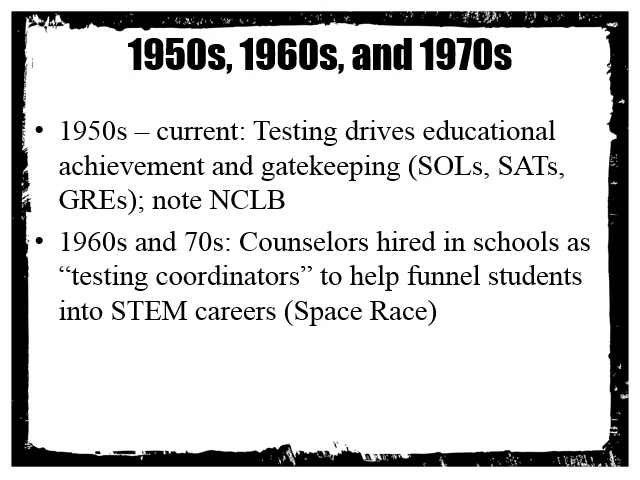 1950s, 1960s, and 1970s
• 1950s – current: Testing drives educational
achievement and gatekeeping (SOLs, SATs,
GREs); note NCLB
• 1960s and 70s: Counselors hired in schools as
“testing coordinators” to help funnel students
into STEM careers (Space Race)